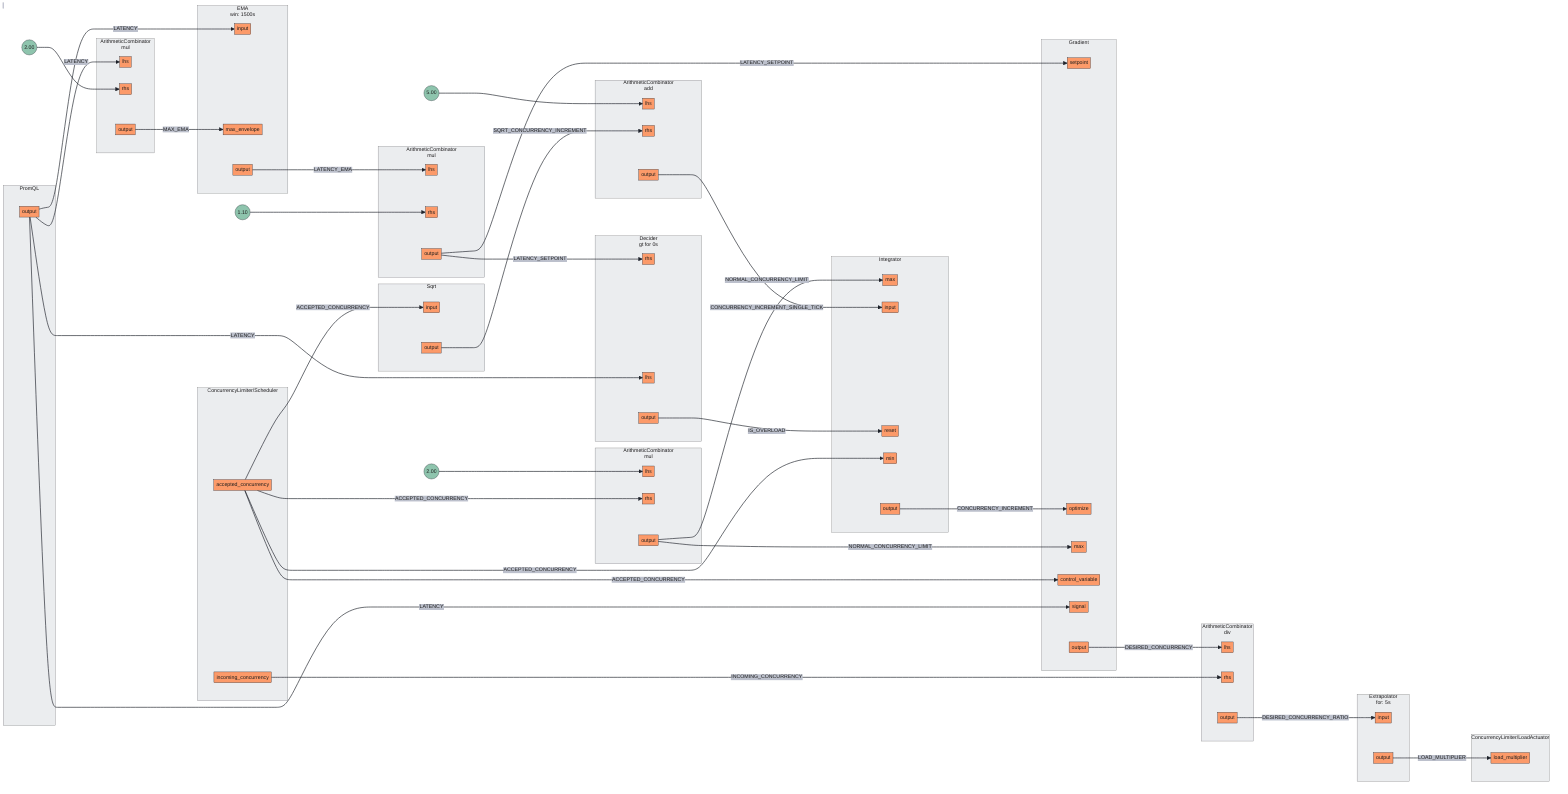 EMA
win: 1500s
input
LATENCY
2.00
ArithmeticCombinator
mul
lhs
LATENCY
rhs
output
MAX_EMA
max_envelope
output
LATENCY_EMA
PromQL
output
1.10
ArithmeticCombinator
mul
lhs
rhs
output
LATENCY_SETPOINT
LATENCY_SETPOINT
5.00
ArithmeticCombinator
add
lhs
SQRT_CONCURRENCY_INCREMENT
rhs
output
Sqrt
ACCEPTED_CONCURRENCY
input
output
Decider
gt for 0s
rhs
LATENCY
lhs
output
IS_OVERLOAD
ConcurrencyLimiter/Scheduler
accepted_concurrency
incoming_concurrency
2.00
ArithmeticCombinator
mul
lhs
ACCEPTED_CONCURRENCY
rhs
output
Integrator
NORMAL_CONCURRENCY_LIMIT
max
CONCURRENCY_INCREMENT_SINGLE_TICK
input
reset
min
output
CONCURRENCY_INCREMENT
NORMAL_CONCURRENCY_LIMIT
ACCEPTED_CONCURRENCY
ACCEPTED_CONCURRENCY
LATENCY
INCOMING_CONCURRENCY
Gradient
setpoint
optimize
max
control_variable
signal
output
DESIRED_CONCURRENCY
ArithmeticCombinator
div
lhs
rhs
output
DESIRED_CONCURRENCY_RATIO
Extrapolator
for: 5s
input
output
LOAD_MULTIPLIER
ConcurrencyLimiter/LoadActuator
load_multiplier